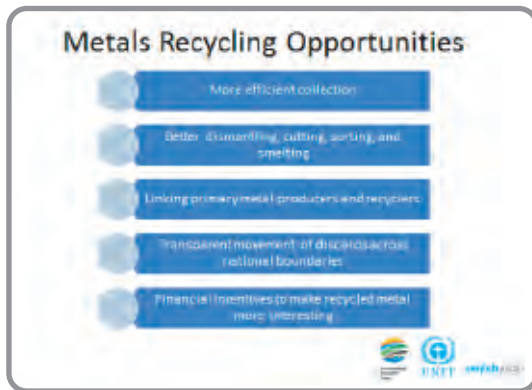 Metals Recycling Opportunities
More efficient collection
Better dismantling, cutting, sorting, and
smelting
Linking primary metal producers and recyclers
Transparent movement of discards across
national boundaries
Financial incentives to make recycled metal
more interesting
UNEP